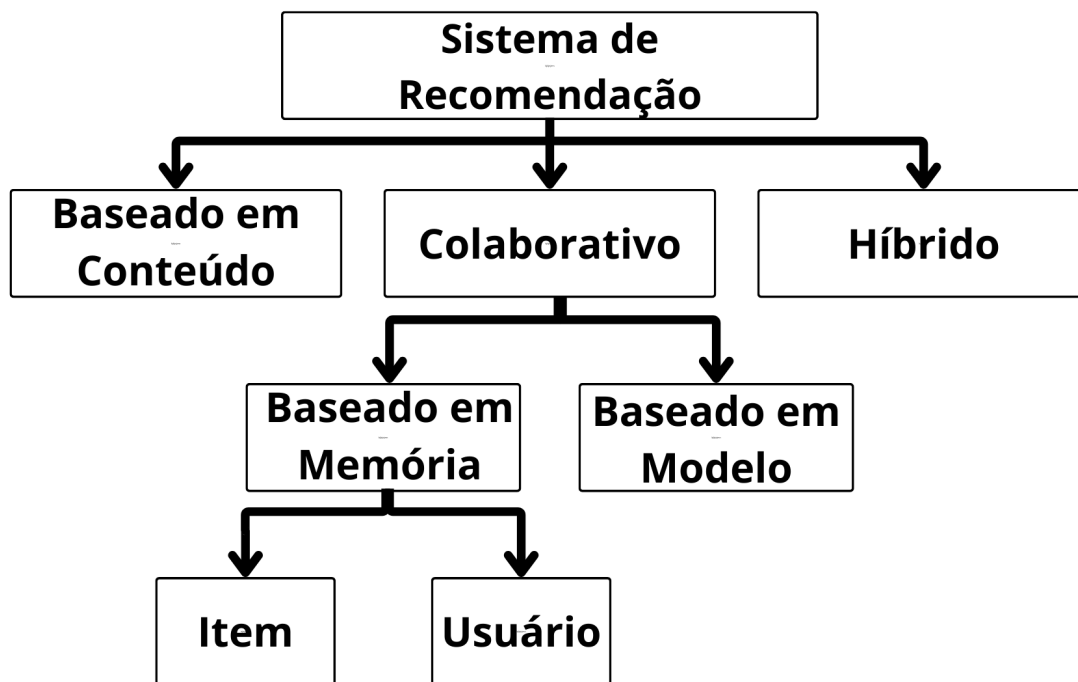 Sistema de
Recomendação
Baseado em
Conteúdo
Colaborativo
Híbrido
Baseado em
Memória
Baseado em
Modelo
Item
Usuário